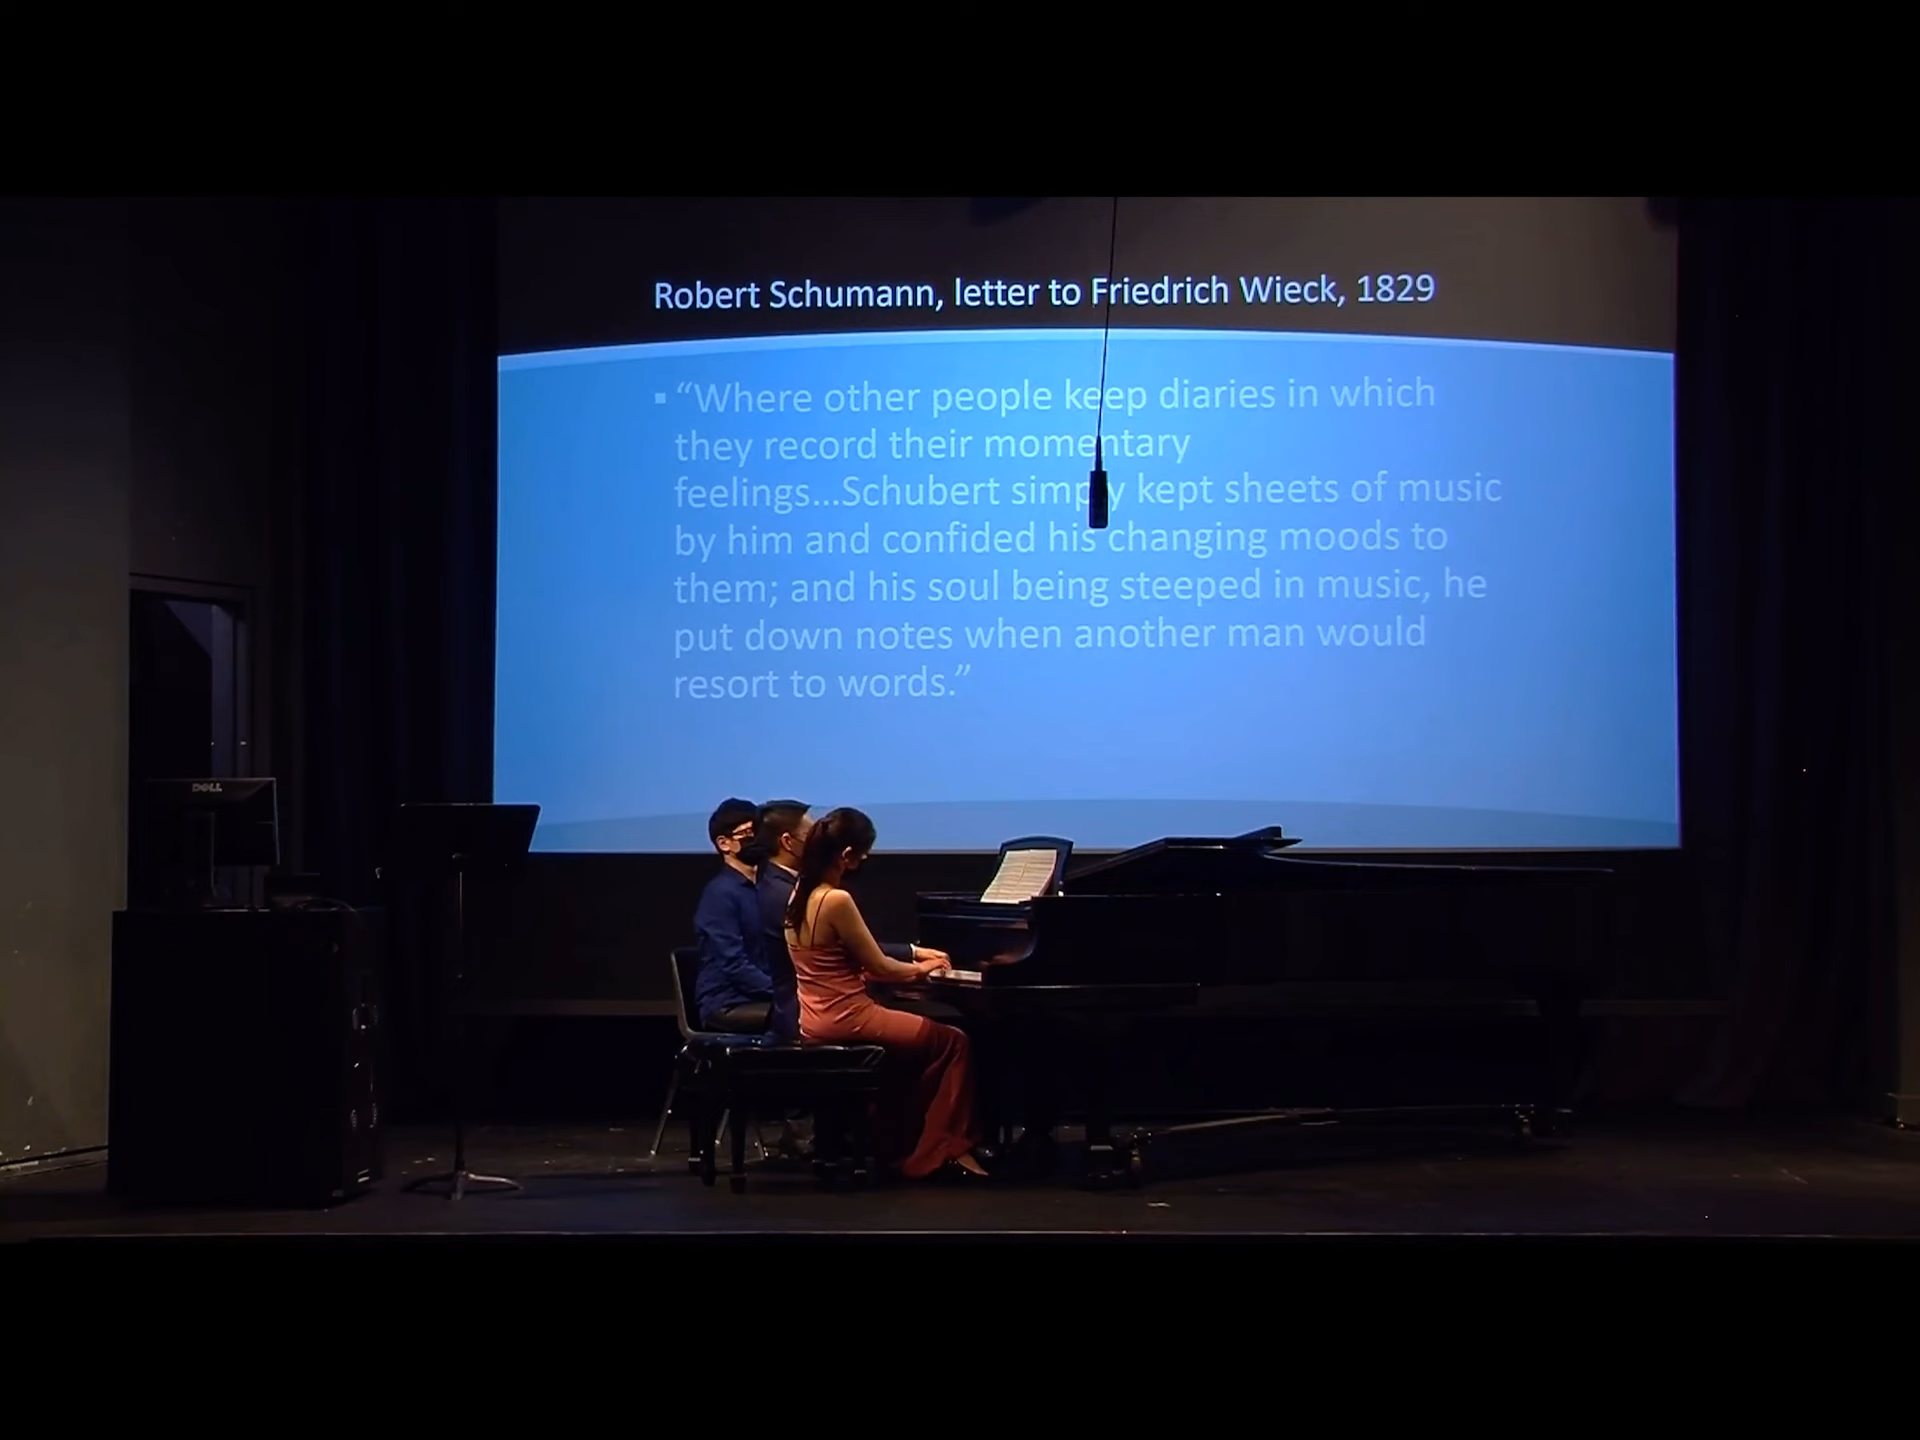 Robert Schumann, letter to Friedrich Wieck, 1829
▪ “Where other people keep diaries in which
they record their momentary
feelings...Schubert simply kept sheets of music
by him and confided his changing moods to
them; and his soul being steeped in music, he
put down notes when another man would
resort to words.”
DELL